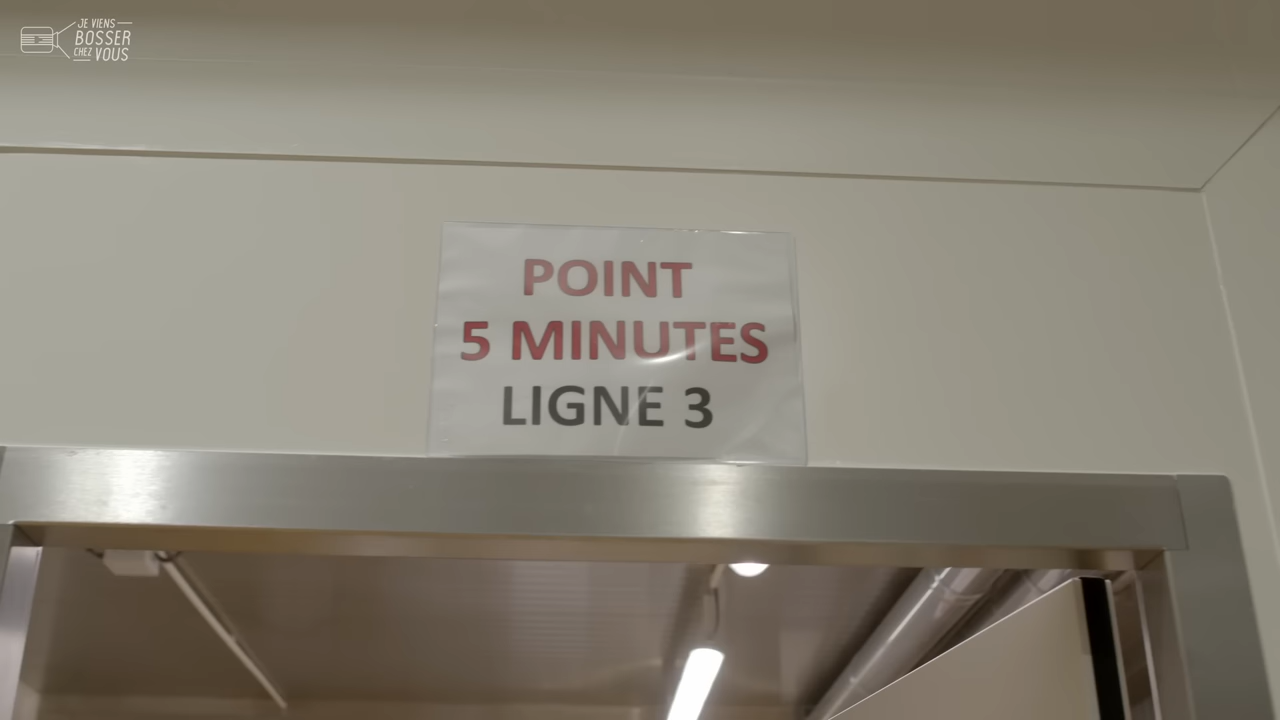 JE VIENS
BOSSER
CHEZ VOUS
POINT
5 MINUTES
LIGNE 3